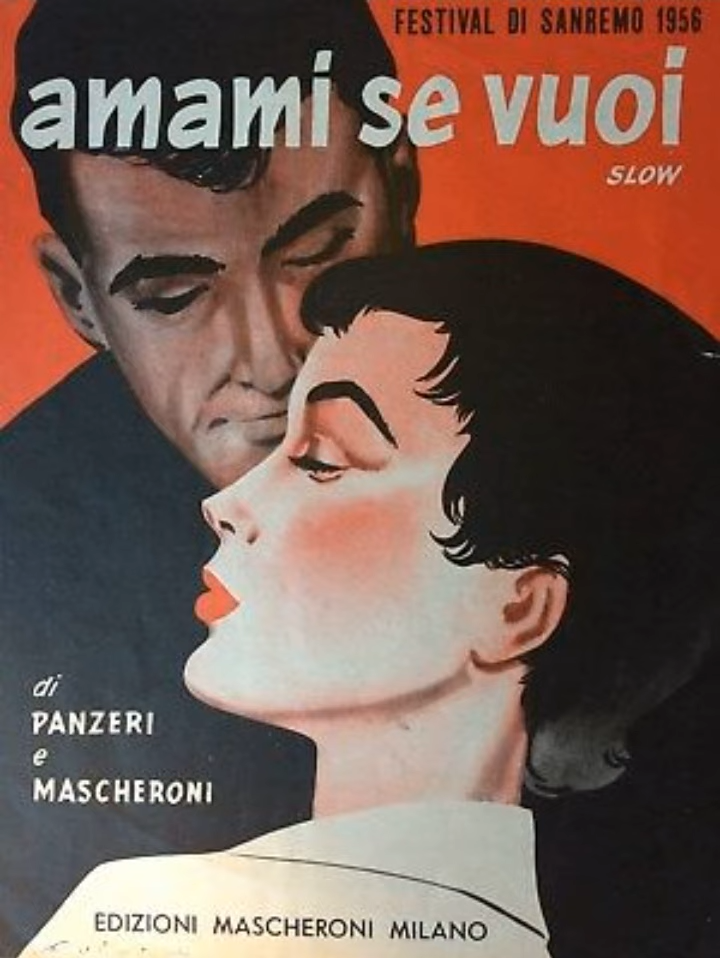 FESTIVAL DI SANREMO 1956
amami se vuoi
SLOW
di
PANZERI
e
MASCHERONI
EDIZIONI MASCHERONI MILANO